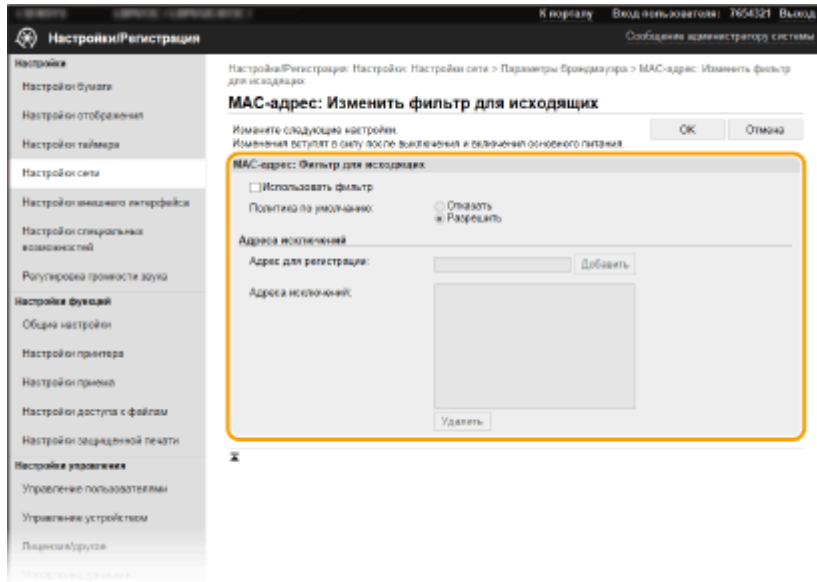 К порталу Вход пользователя: 7654321 Выход
Настройки/Регистрация
Сообщение администратору системы
Настройки
Настройки бумаги
Настройки отображения
Настройки таймера
Настройки сети
Настройки внешнего интерфейса
Настройки специальных
возможностей
Регулировка громкости звука
Настройки функций
Общие настройки
Настройки принтера
Настройки приема
Настройки доступа к файлам
Настройки защищенной печати
Настройки управления
Управление пользователями
Управление устройством
Лицензия/другое
Управление данными
Настройки/Регистрация: Настройки: Настройки сети > Параметры брандмауэра > MAC-адрес: Изменить фильтр
для исходящих
MAC-адрес: Изменить фильтр для исходящих
Измените следующие настройки.
Изменения вступят в силу после выключения и включения основного питания.
OK Отмена
MAC-адрес: Фильтр для исходящих
Использовать фильтр
Политика по умолчанию:
Отказать
Разрешить
Адреса исключений
Адрес для регистрации:
Добавить
Адреса исключений:
Удалить